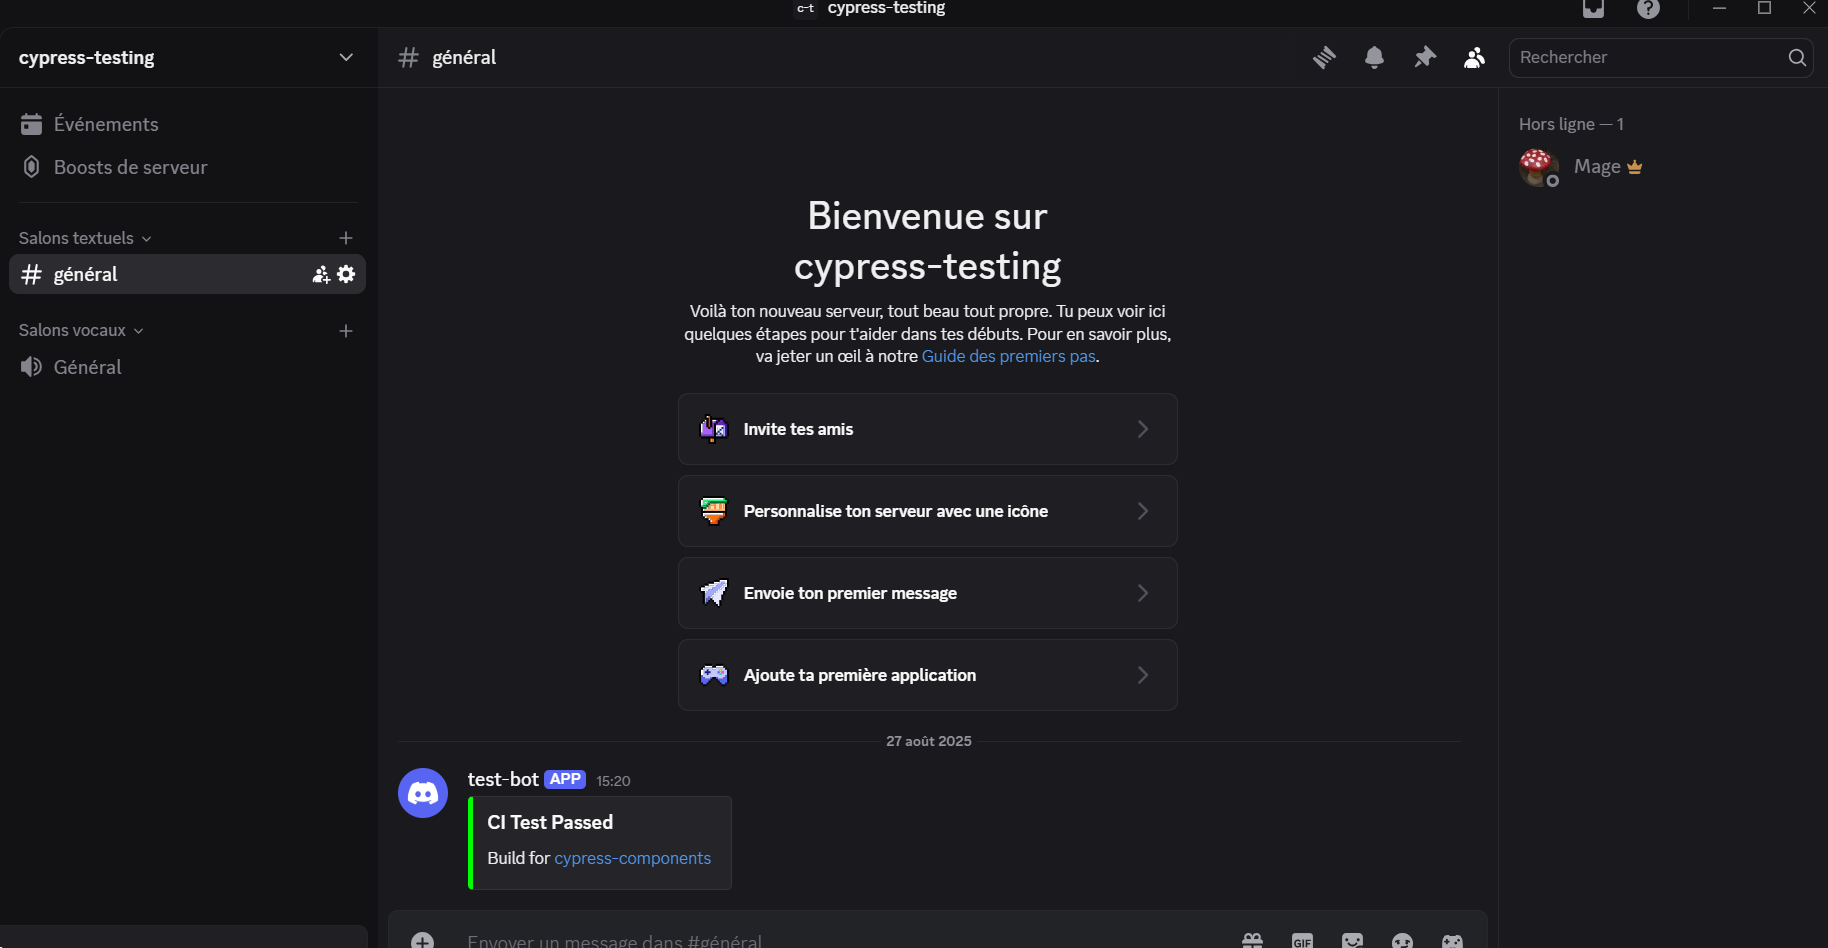 c-t cypress-testing
cypress-testing
Événements
Boosts de serveur
Salons textuels
général
Salons vocaux
Général
# général
Rechercher
Bienvenue sur
cypress-testing
Voilà ton nouveau serveur, tout beau tout propre. Tu peux voir ici
quelques étapes pour t'aider dans tes débuts. Pour en savoir plus,
va jeter un œil à notre Guide des premiers pas.
Invite tes amis
Personnalise ton serveur avec une icône
Envoie ton premier message
Ajoute ta première application
27 août 2025
test-bot APP 15:20
CI Test Passed
Build for cypress-components
Envoyer un message dans #général
GIF
Hors ligne — 1
Mage